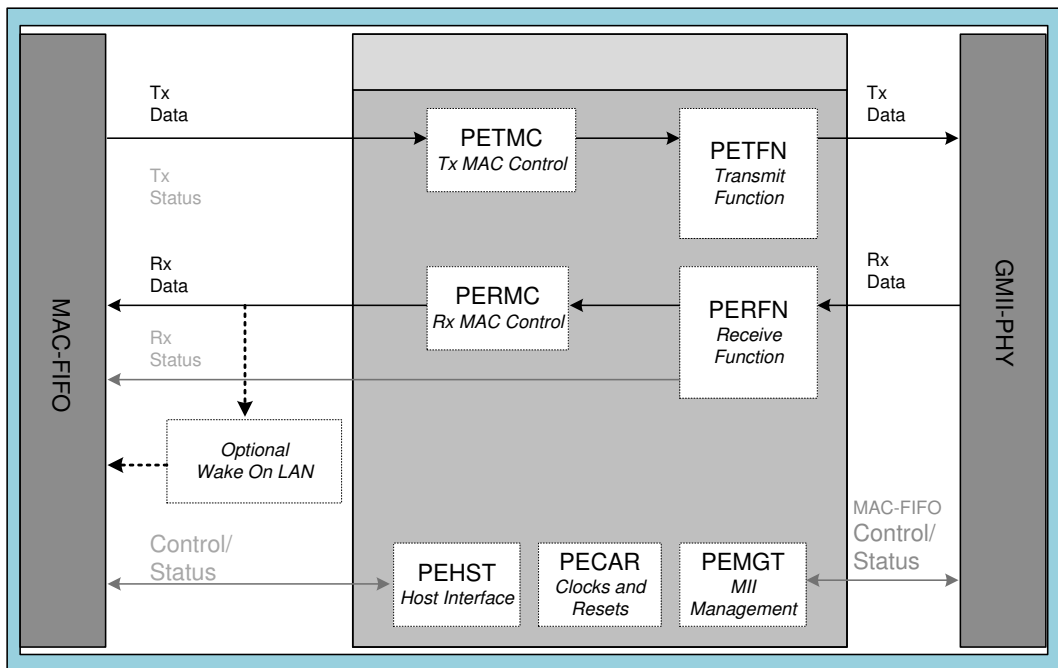 Tx
Data
Tx
Data
PETMC
Tx MAC Control
PETFN
Transmit
Function
Tx
Status
Rx
Data
Rx
Data
PERMC
Rx MAC Control
PERFN
Receive
Function
Rx
Status
MAC-FIFO
GMII-PHY
Optional
Wake On LAN
Control/
Status
MAC-FIFO
Control/
Status
PEHST
Host Interface
PECAR
Clocks and
Resets
PEMGT
MII
Management